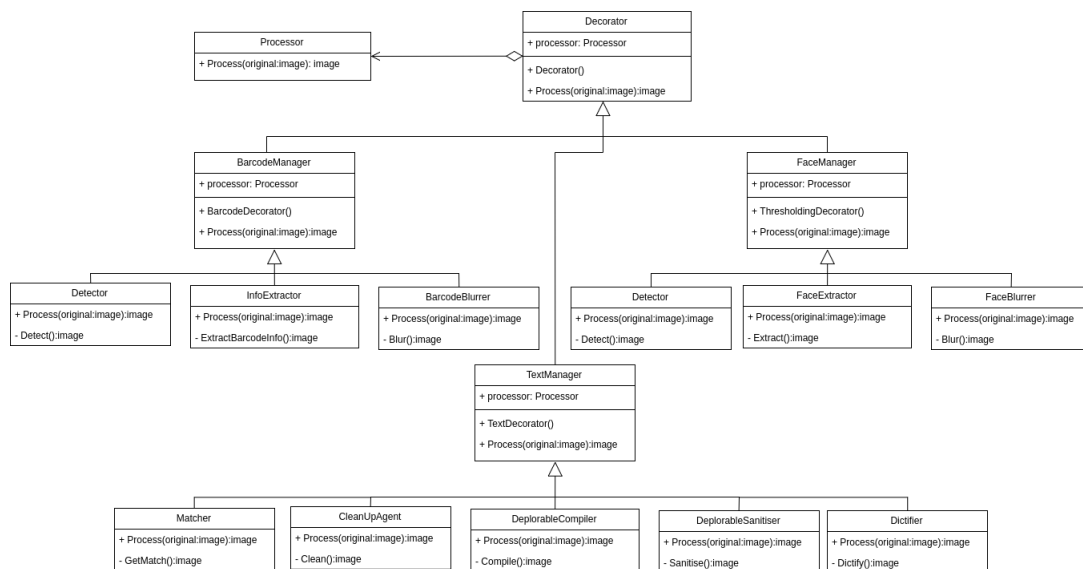 Decorator
+ processor: Processor
+ Decorator()
+ Process(original:image):image
Processor
+ Process(original:image): image
BarcodeManager
+ processor: Processor
+ BarcodeDecorator()
+ Process(original:image):image
FaceManager
+ processor: Processor
+ ThresholdingDecorator()
+ Process(original:image):image
Detector
+ Process(original:image):image
- Detect():image
InfoExtractor
+ Process(original:image):image
- ExtractBarcodeInfo():image
BarcodeBlurrer
+ Process(original:image):image
- Blur():image
Detector
+ Process(original:image):image
- Detect():image
FaceExtractor
+ Process(original:image):image
- Extract():image
FaceBlurrer
+ Process(original:image):image
- Blur():image
TextManager
+ processor: Processor
+ TextDecorator()
+ Process(original:image):image
Matcher
+ Process(original:image):image
- GetMatch():image
CleanUpAgent
+ Process(original:image):image
- Clean():image
DeplorableCompiler
+ Process(original:image):image
- Compile():image
DeplorableSanitiser
+ Process(original:image):image
- Sanitise():image
Dictifier
+ Process(original:image):image
- Dictify():image